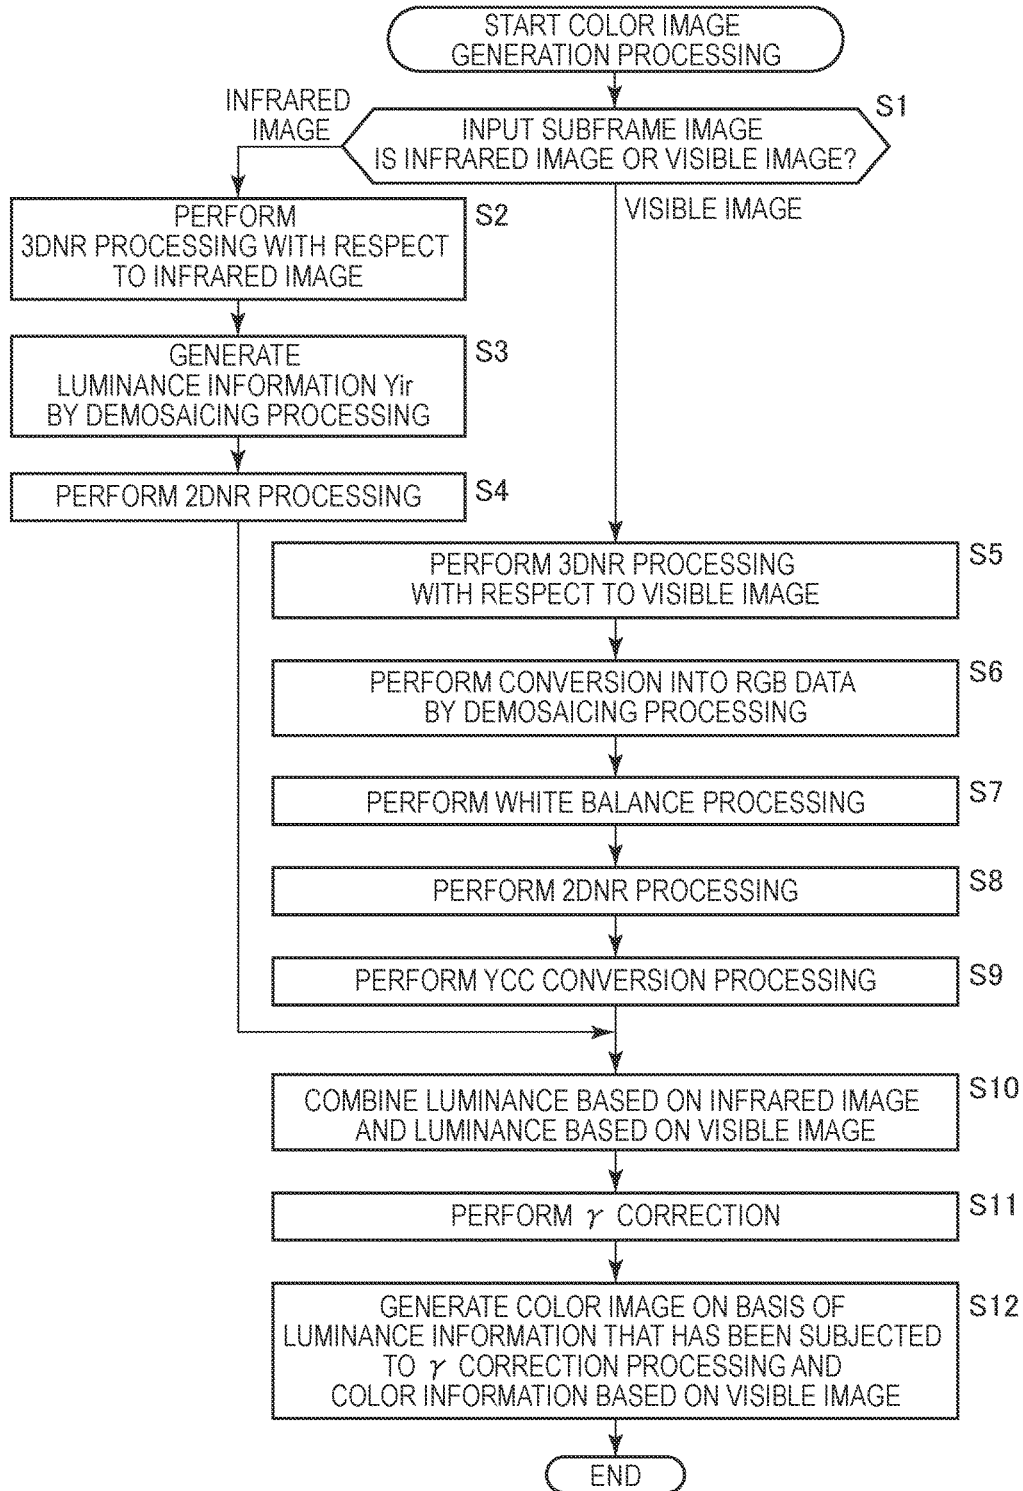 START COLOR IMAGE
GENERATION PROCESSING
S1
INPUT SUBFRAME IMAGE
IS INFRARED IMAGE OR VISIBLE IMAGE?
INFRARED
IMAGE
VISIBLE IMAGE
S2
PERFORM
3DNR PROCESSING WITH RESPECT
TO INFRARED IMAGE
S3
GENERATE
LUMINANCE INFORMATION Yir
BY DEMOSAICING PROCESSING
S4
PERFORM 2DNR PROCESSING
S5
PERFORM 3DNR PROCESSING
WITH RESPECT TO VISIBLE IMAGE
S6
PERFORM CONVERSION INTO RGB DATA
BY DEMOSAICING PROCESSING
S7
PERFORM WHITE BALANCE PROCESSING
S8
PERFORM 2DNR PROCESSING
S9
PERFORM YCC CONVERSION PROCESSING
S10
COMBINE LUMINANCE BASED ON INFRARED IMAGE
AND LUMINANCE BASED ON VISIBLE IMAGE
S11
PERFORM γ CORRECTION
S12
GENERATE COLOR IMAGE ON BASIS OF
LUMINANCE INFORMATION THAT HAS BEEN SUBJECTED
TO γ CORRECTION PROCESSING AND
COLOR INFORMATION BASED ON VISIBLE IMAGE
END